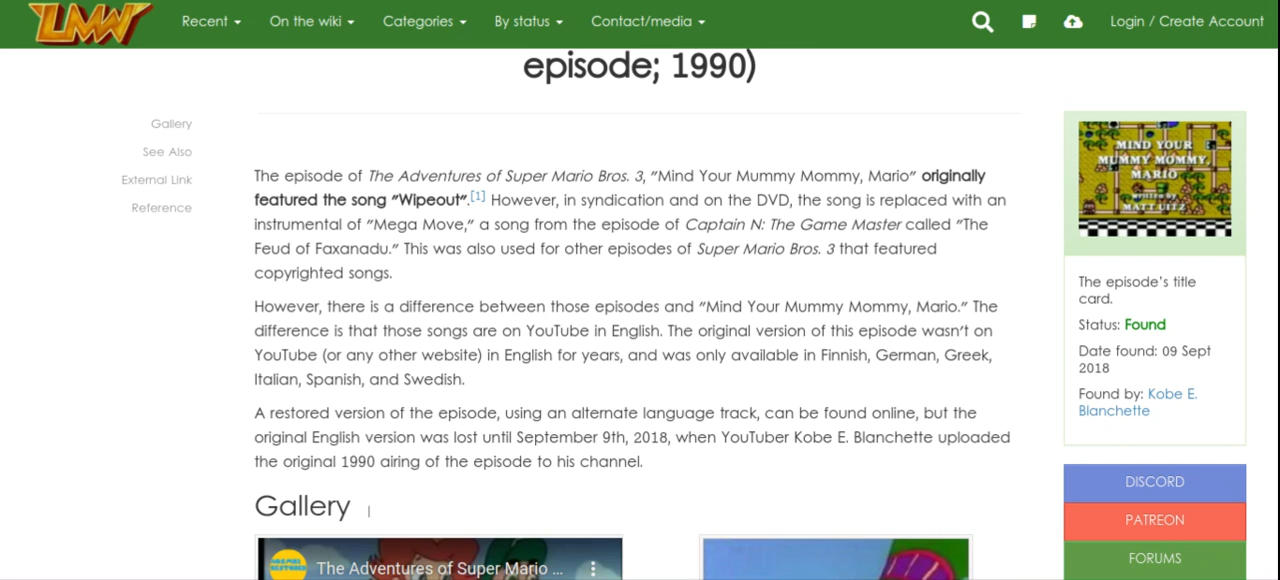 LMW
Recent
On the wiki
Categories
By status
Contact/media
Login / Create Account
episode; 1990)
Gallery
See Also
External Link
Reference
The episode of The Adventures of Super Mario Bros. 3, "Mind Your Mummy Mommy, Mario" originally
featured the song "Wipeout".[1] However, in syndication and on the DVD, the song is replaced with an
instrumental of "Mega Move," a song from the episode of Captain N: The Game Master called "The
Feud of Faxanadu." This was also used for other episodes of Super Mario Bros. 3 that featured
copyrighted songs.
However, there is a difference between those episodes and "Mind Your Mummy Mommy, Mario." The
difference is that those songs are on YouTube in English. The original version of this episode wasn't on
YouTube (or any other website) in English for years, and was only available in Finnish, German, Greek,
Italian, Spanish, and Swedish.
A restored version of the episode, using an alternate language track, can be found online, but the
original English version was lost until September 9th, 2018, when YouTuber Kobe E. Blanchette uploaded
the original 1990 airing of the episode to his channel.
Gallery
The Adventures of Super Mario ...
MIND YOUR
MUMMY MOMMY,
MARIO
written by
MATT UITZ
The episode's title
card.
Status: Found
Date found: 09 Sept
2018
Found by: Kobe E.
Blanchette
DISCORD
PATREON
FORUMS